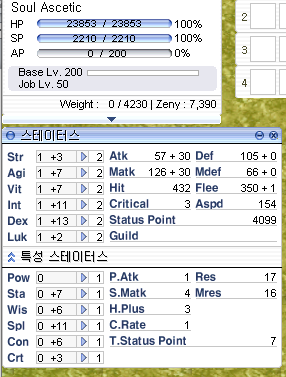 Soul Ascetic
HP 23853 / 23853 100%
SP 2210 / 2210 100%
AP 0 / 200 0%
Base Lv. 200
Job Lv. 50
Weight : 0 / 4230 | Zeny : 7,390
2
3
4
스테이터스
Str 1 +3 2 Atk 57 + 30 Def 105 + 0
Agi 1 +7 2 Matk 126 + 30 Mdef 66 + 0
Vit 1 +7 2 Hit 432 Flee 350 + 1
Int 1 +11 2 Critical 3 Aspd 154
Dex 1 +13 2 Status Point 4099
Luk 1 +2 2 Guild
특성 스테이터스
Pow 0 1 P.Atk 1 Res 17
Sta 0 +7 1 S.Matk 4 Mres 16
Wis 0 +6 1 H.Plus 3
Spl 0 +11 1 C.Rate 1
Con 0 +6 1 T.Status Point 7
Crt 0 +3 1